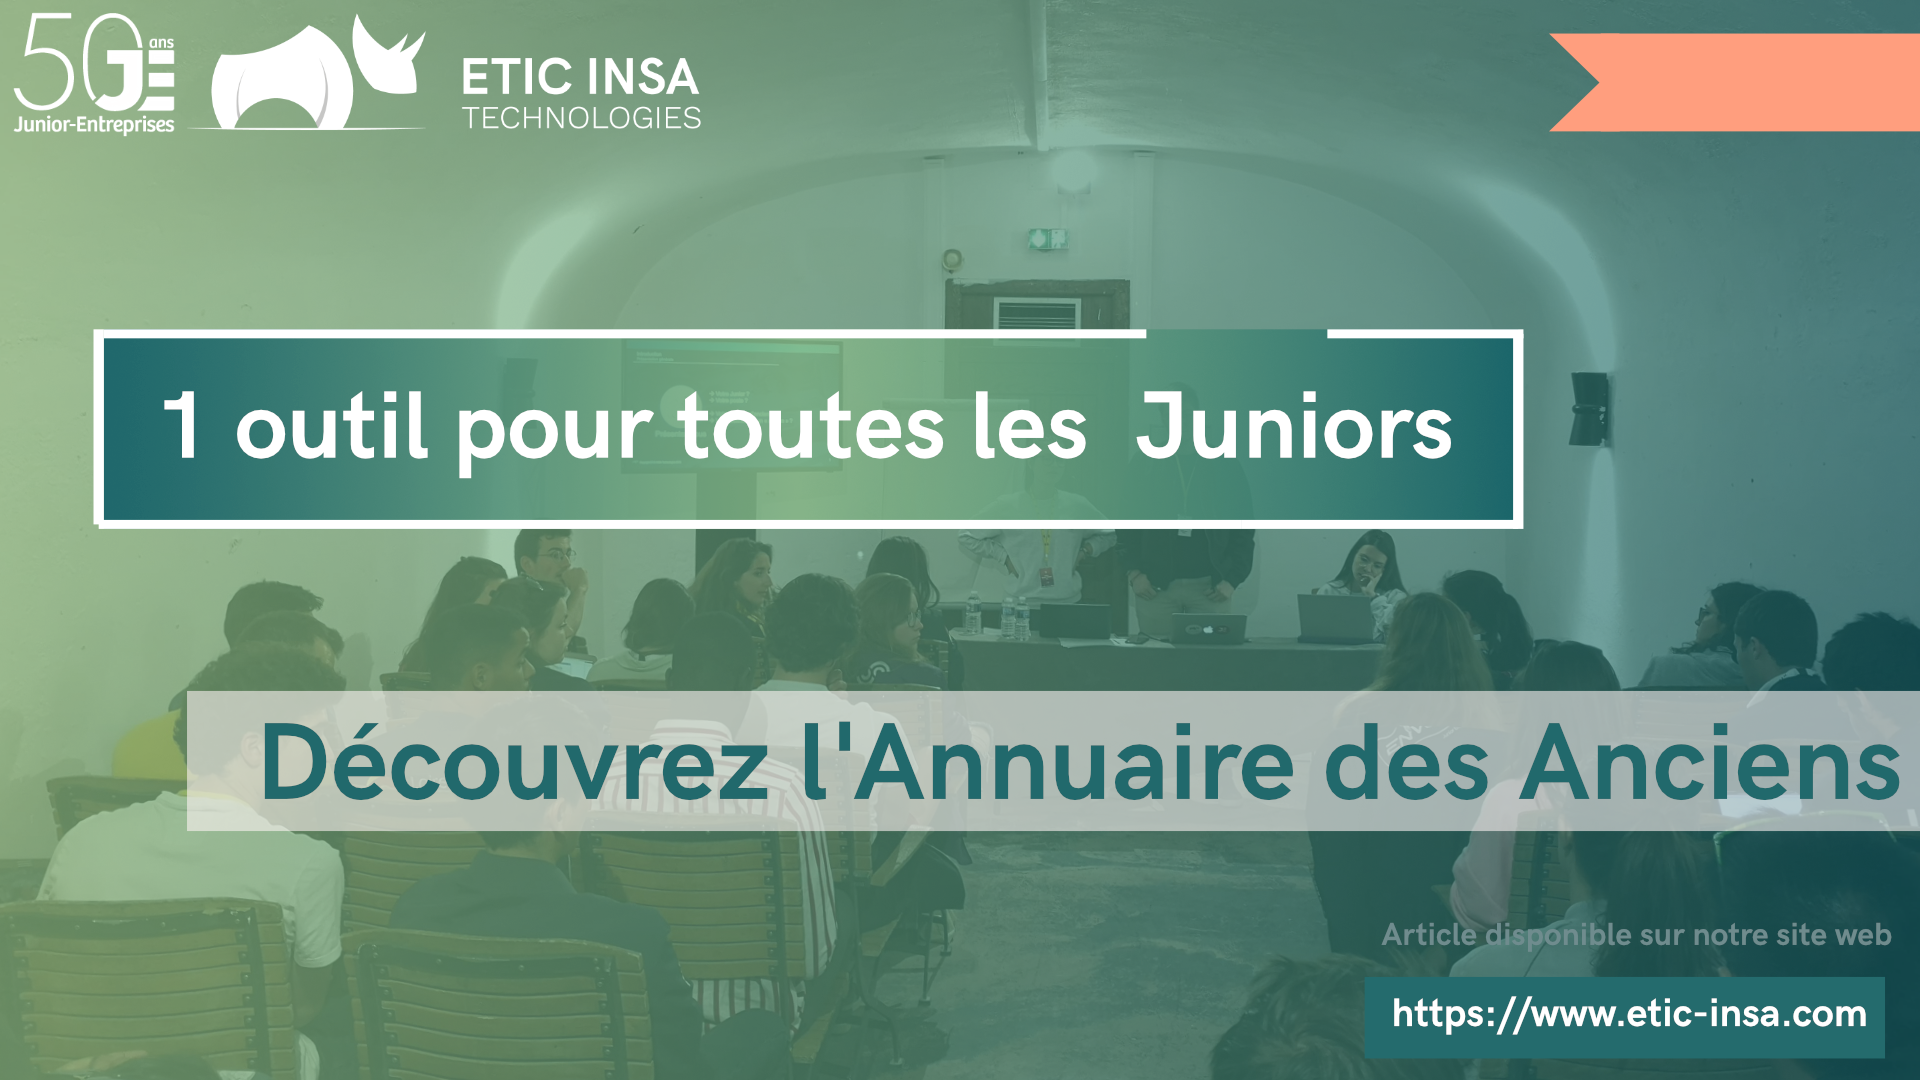 50 ans
JE
Junior-Entreprises
ETIC INSA
TECHNOLOGIES
1 outil pour toutes les Juniors
Découvrez l'Annuaire des Anciens
Article disponible sur notre site web
https://www.etic-insa.com